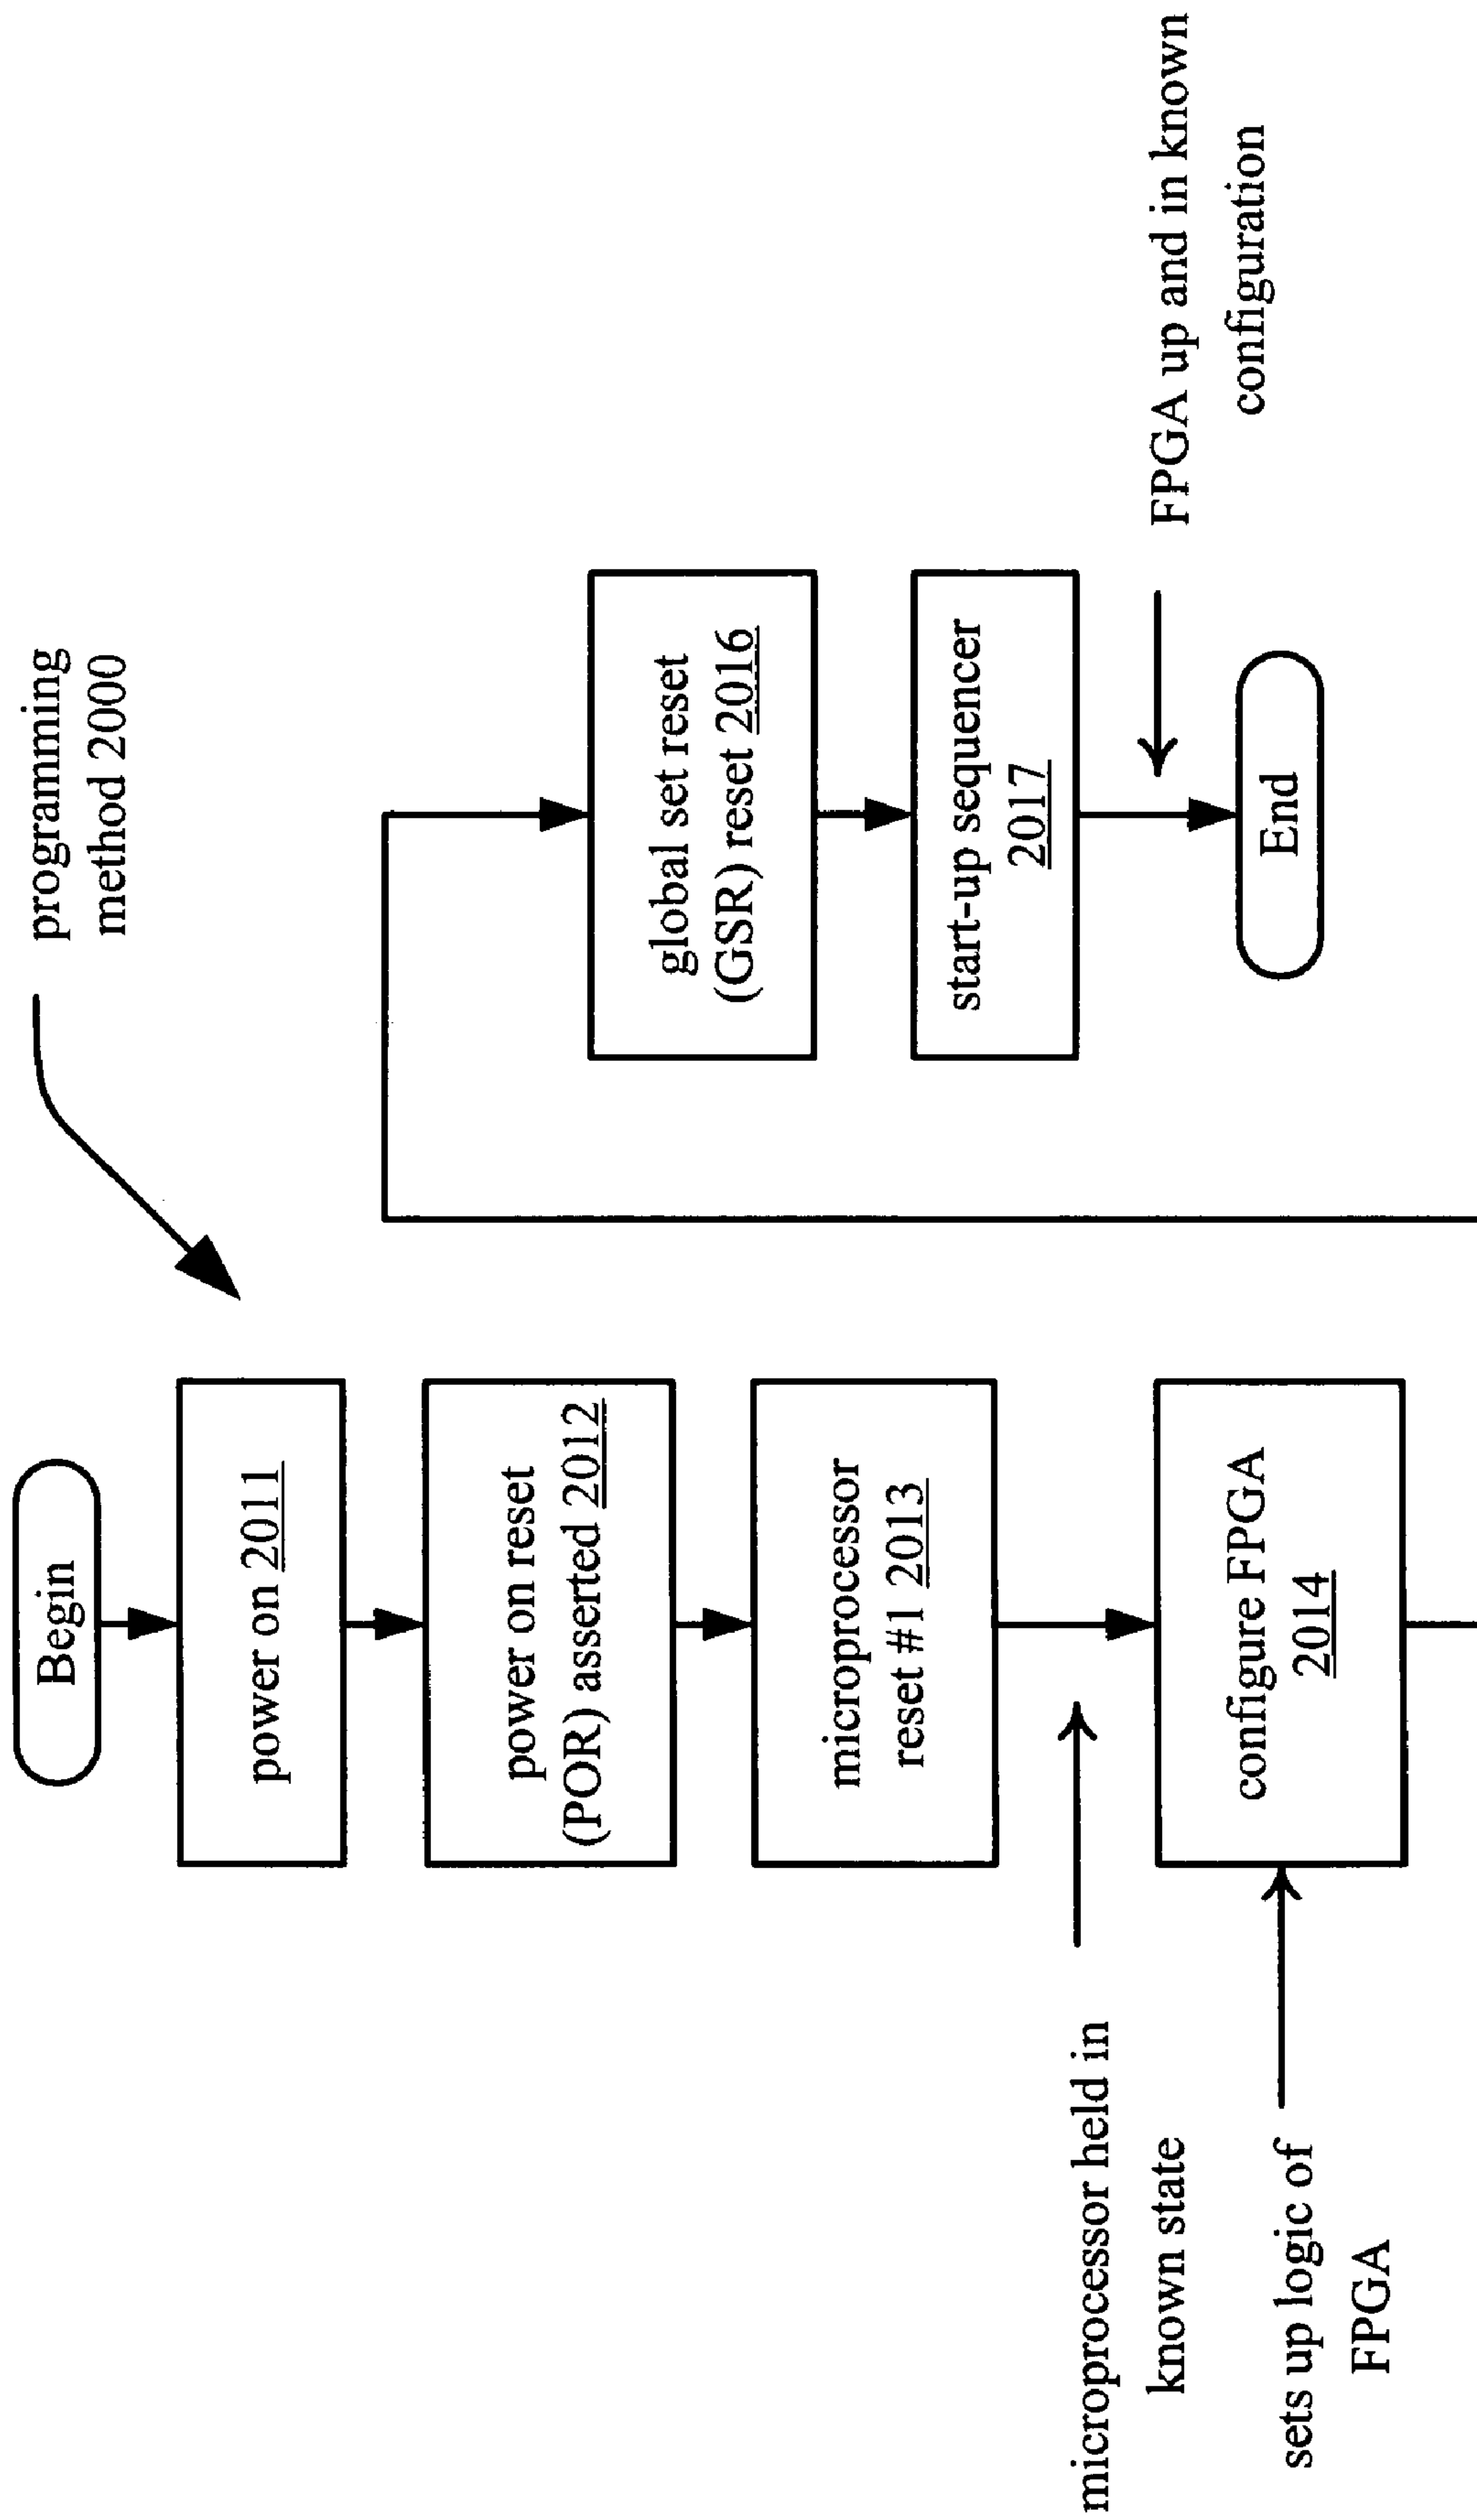 programming
method 2000
Begin
power on 2011
power on reset
(POR) asserted 2012
microprocessor
reset #1 2013
microprocessor held in
known state
configure FPGA
2014
sets up logic of
FPGA
global set reset
(GSR) reset 2016
start-up sequencer
2017
FPGA up and in known
configuration
End